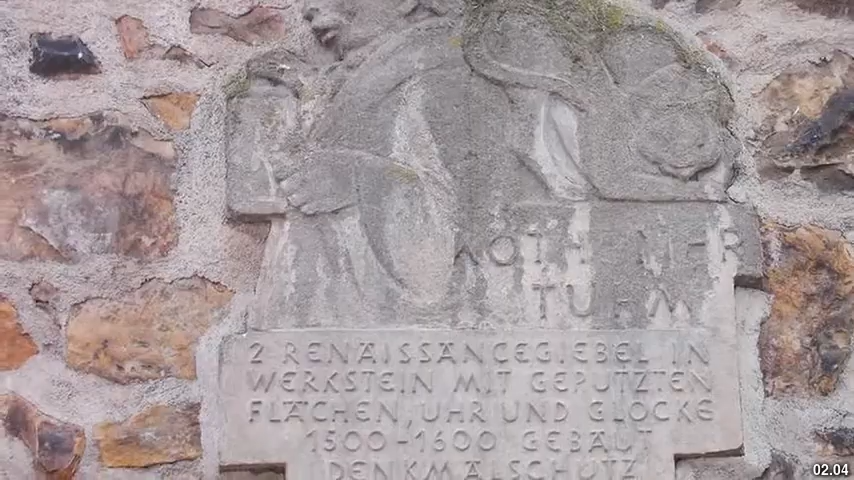 TURM
2 RENAISSANCEGIEBEL IN
WERKSTEIN MIT GEPUTZTEN
FLÄCHEN, UHR UND GLOCKE
1500-1600 GEBAUT
DENKMALSCHUTZ
02.04